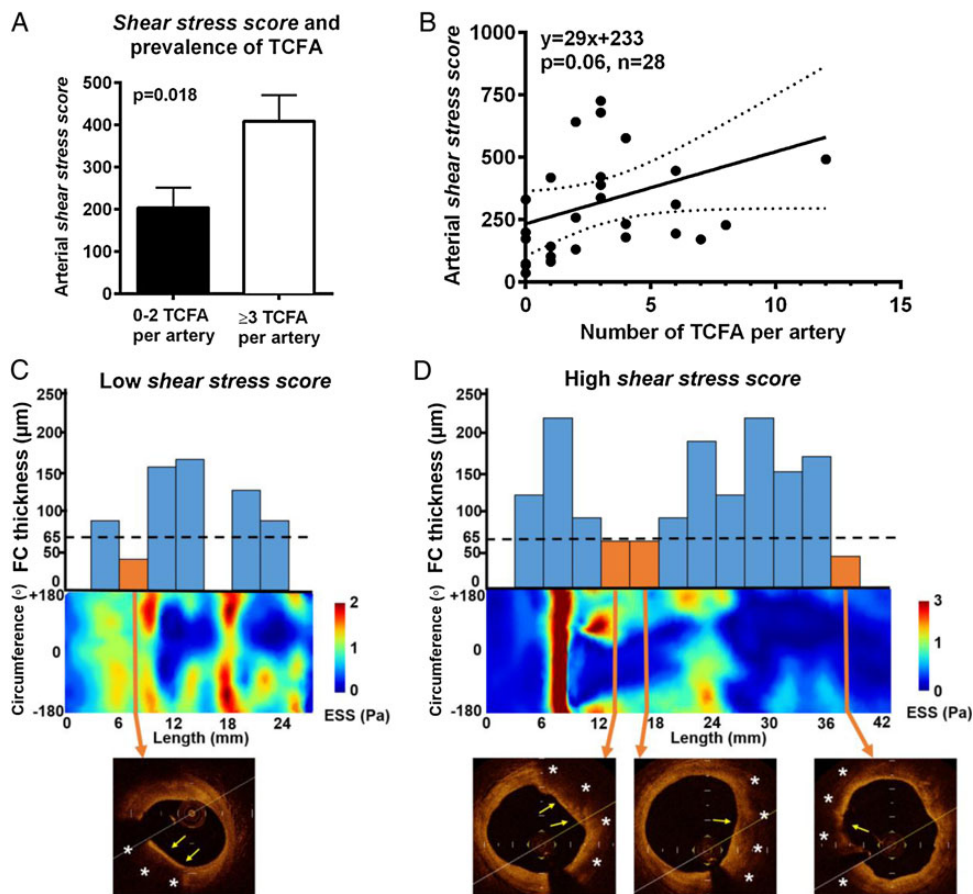 A
Shear stress score and
prevalence of TCFA
p=0.018
Arterial shear stress score
500
400
300
200
100
0
0-2 TCFA
per artery
≥3 TCFA
per artery
B
y=29x+233
p=0.06, n=28
Arterial shear stress score
1000
750
500
250
0
0 5 10 15
Number of TCFA per artery
C
Low shear stress score
FC thickness (µm)
250
200
150
100
65
50
0
Circumference (o)
+180
0
-180
0 6 12 18 24
Length (mm)
2
1
0
ESS (Pa)
* * *
D
High shear stress score
FC thickness (µm)
250
200
150
100
65
50
0
Circumference (o)
+180
0
-180
0 6 12 18 24 30 36 42
Length (mm)
3
1
0
ESS (Pa)
* * * *
* * * *
* * * *